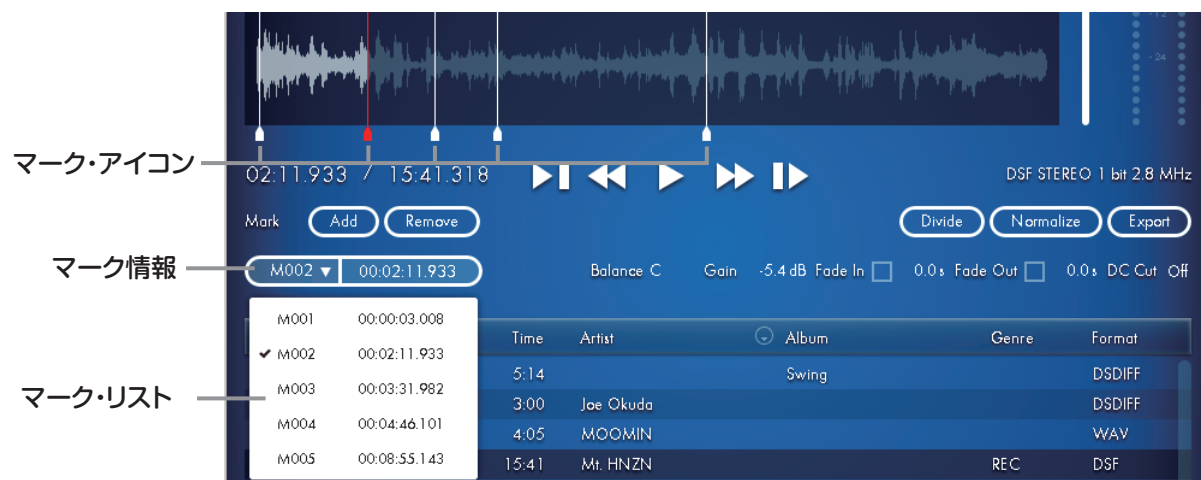 -12
-24
マーク・アイコン
02:11.933 / 15:41.318
DSF STEREO 1 bit 2.8 MHz
Mark Add Remove
Divide Normalize Export
マーク情報
M002 ▼ 00:02:11.933
Balance C Gain -5.4 dB Fade In 0.0 s Fade Out 0.0 s DC Cut Off
マーク・リスト
M001 00:00:03.008
✔ M002 00:02:11.933
M003 00:03:31.982
M004 00:04:46.101
M005 00:08:55.143
Time Artist Album Genre Format
5:14 Swing DSDIFF
3:00 Joe Okuda DSDIFF
4:05 MOOMIN WAV
15:41 Mt. HNZN REC DSF